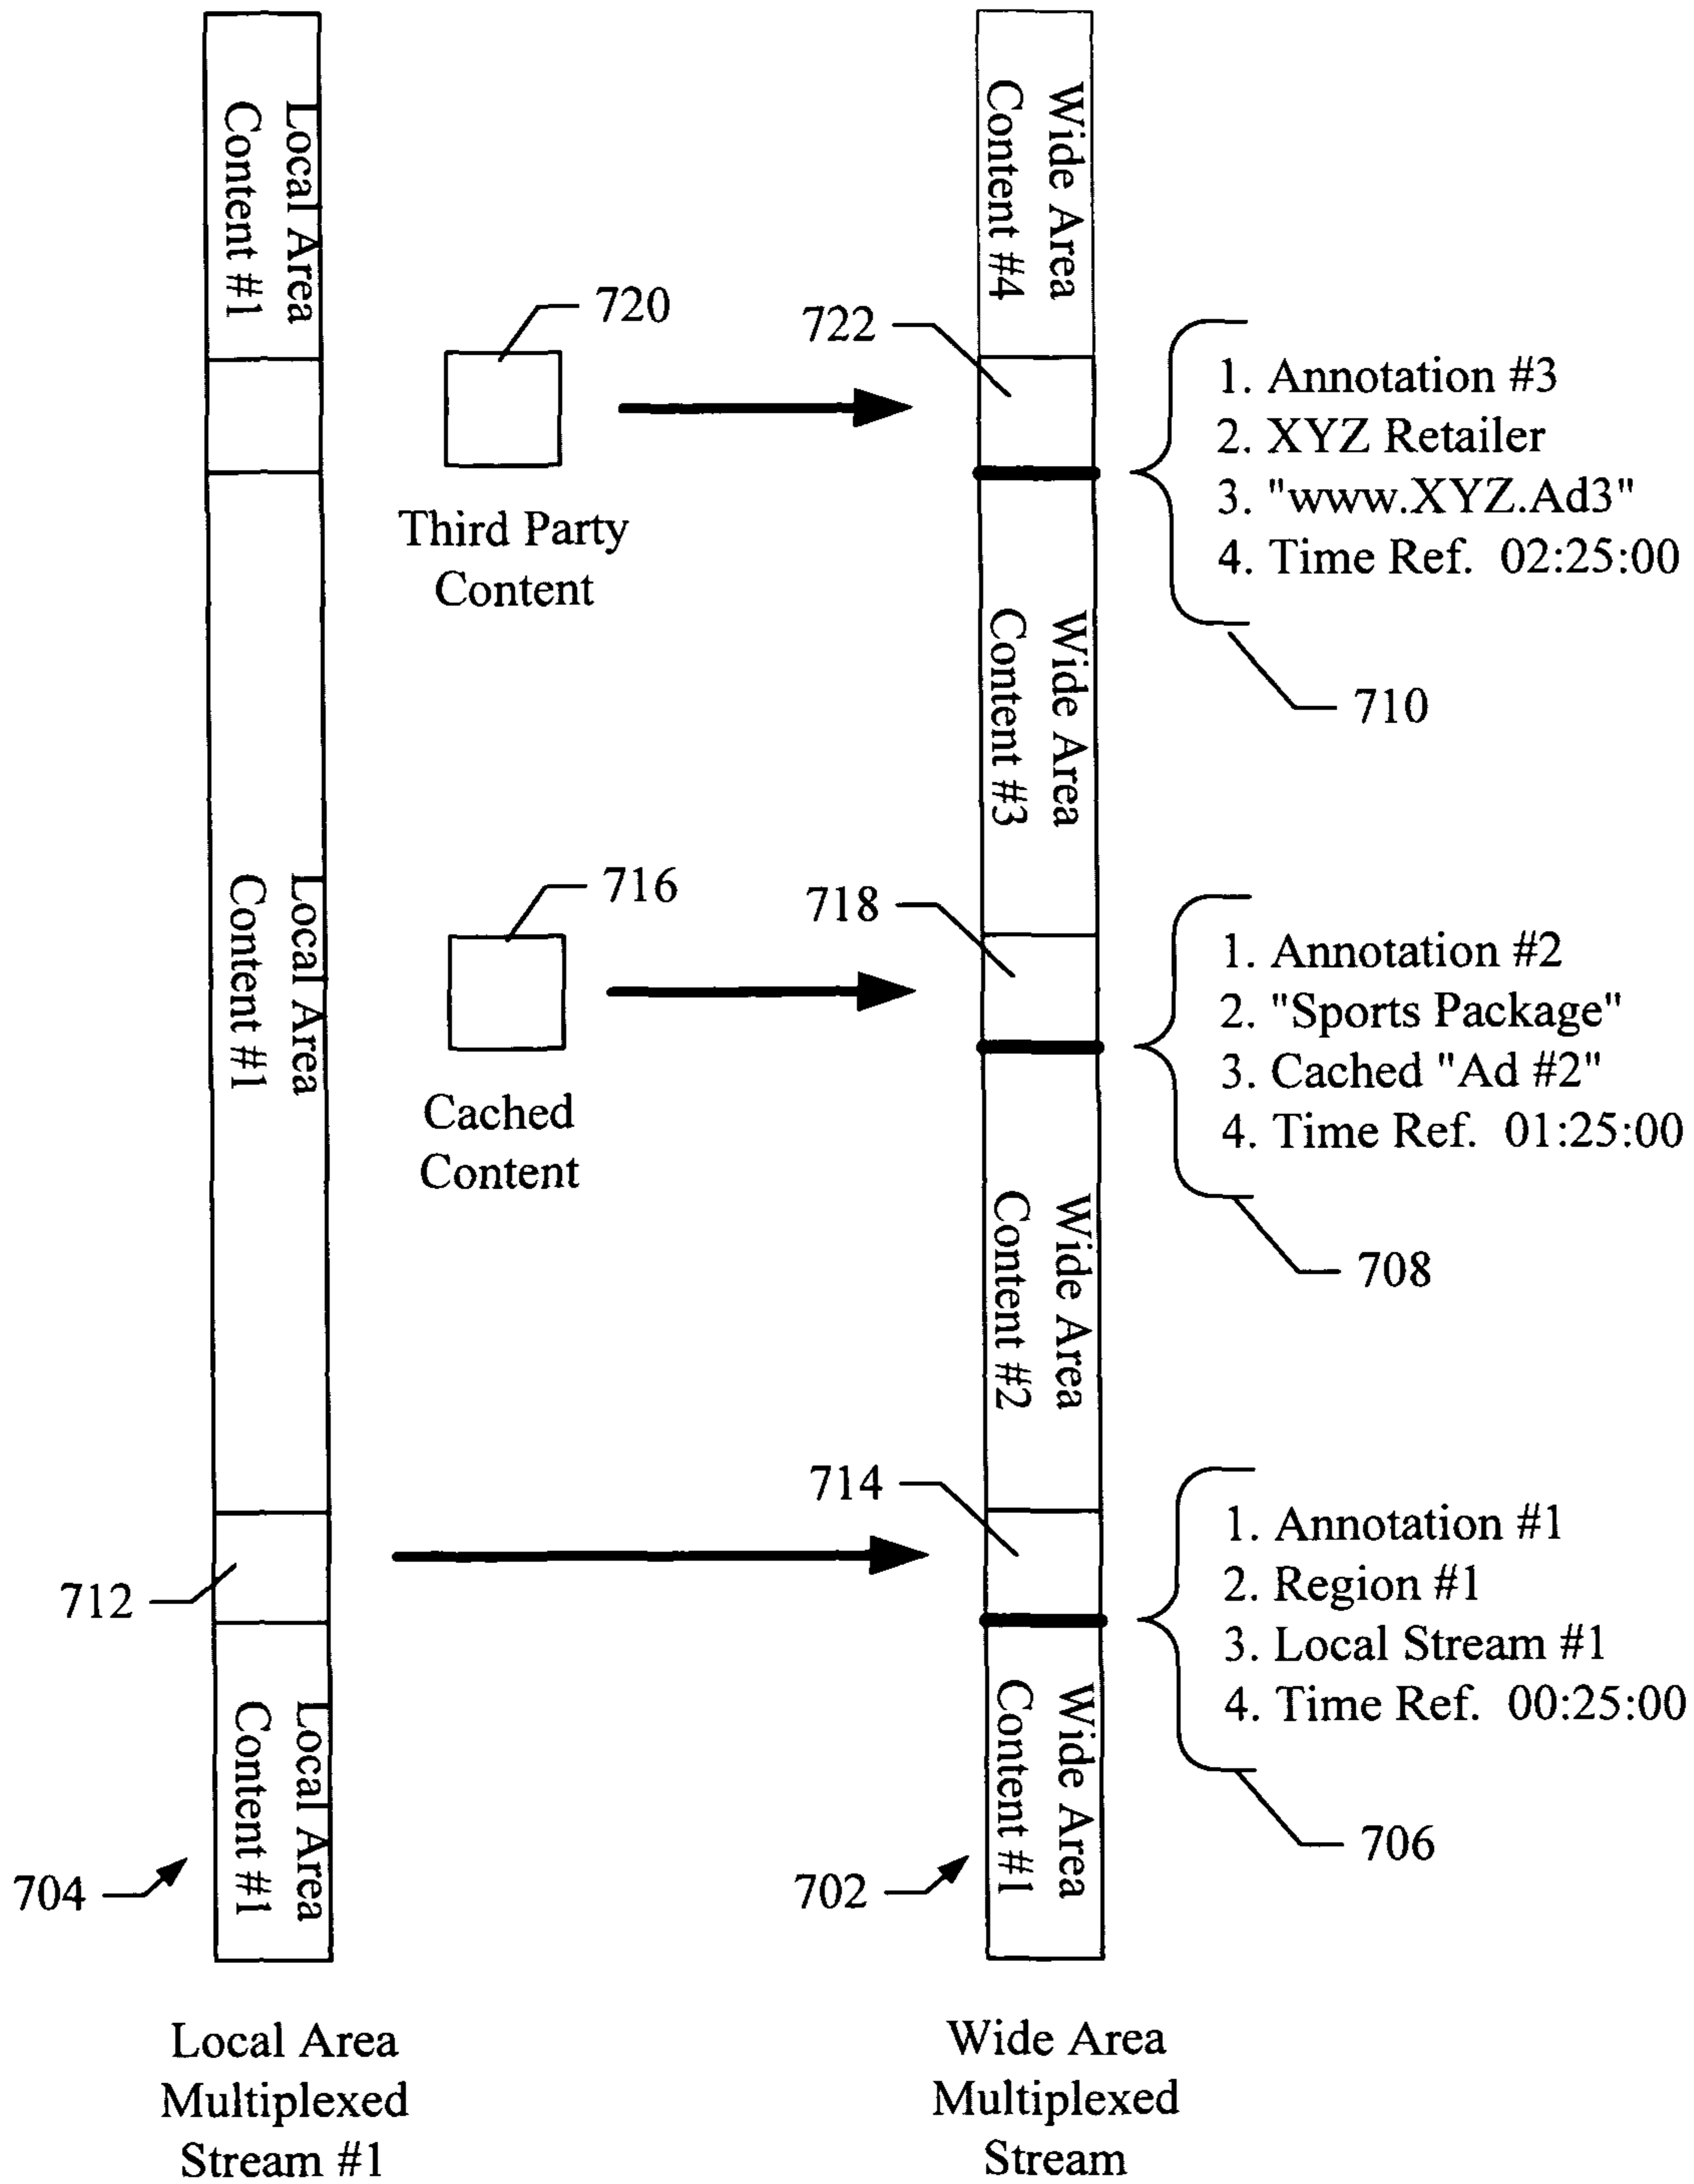 Local Area
Content #1
Wide Area
Content #4
720
722
1. Annotation #3
2. XYZ Retailer
3. "www.XYZ.Ad3"
4. Time Ref. 02:25:00
Third Party
Content
710
Wide Area
Content #3
716
718
1. Annotation #2
2. "Sports Package"
3. Cached "Ad #2"
4. Time Ref. 01:25:00
Local Area
Content #1
Cached
Content
708
Wide Area
Content #2
714
712
1. Annotation #1
2. Region #1
3. Local Stream #1
4. Time Ref. 00:25:00
706
Local Area
Content #1
Wide Area
Content #1
704
702
Local Area
Multiplexed
Stream #1
Wide Area
Multiplexed
Stream